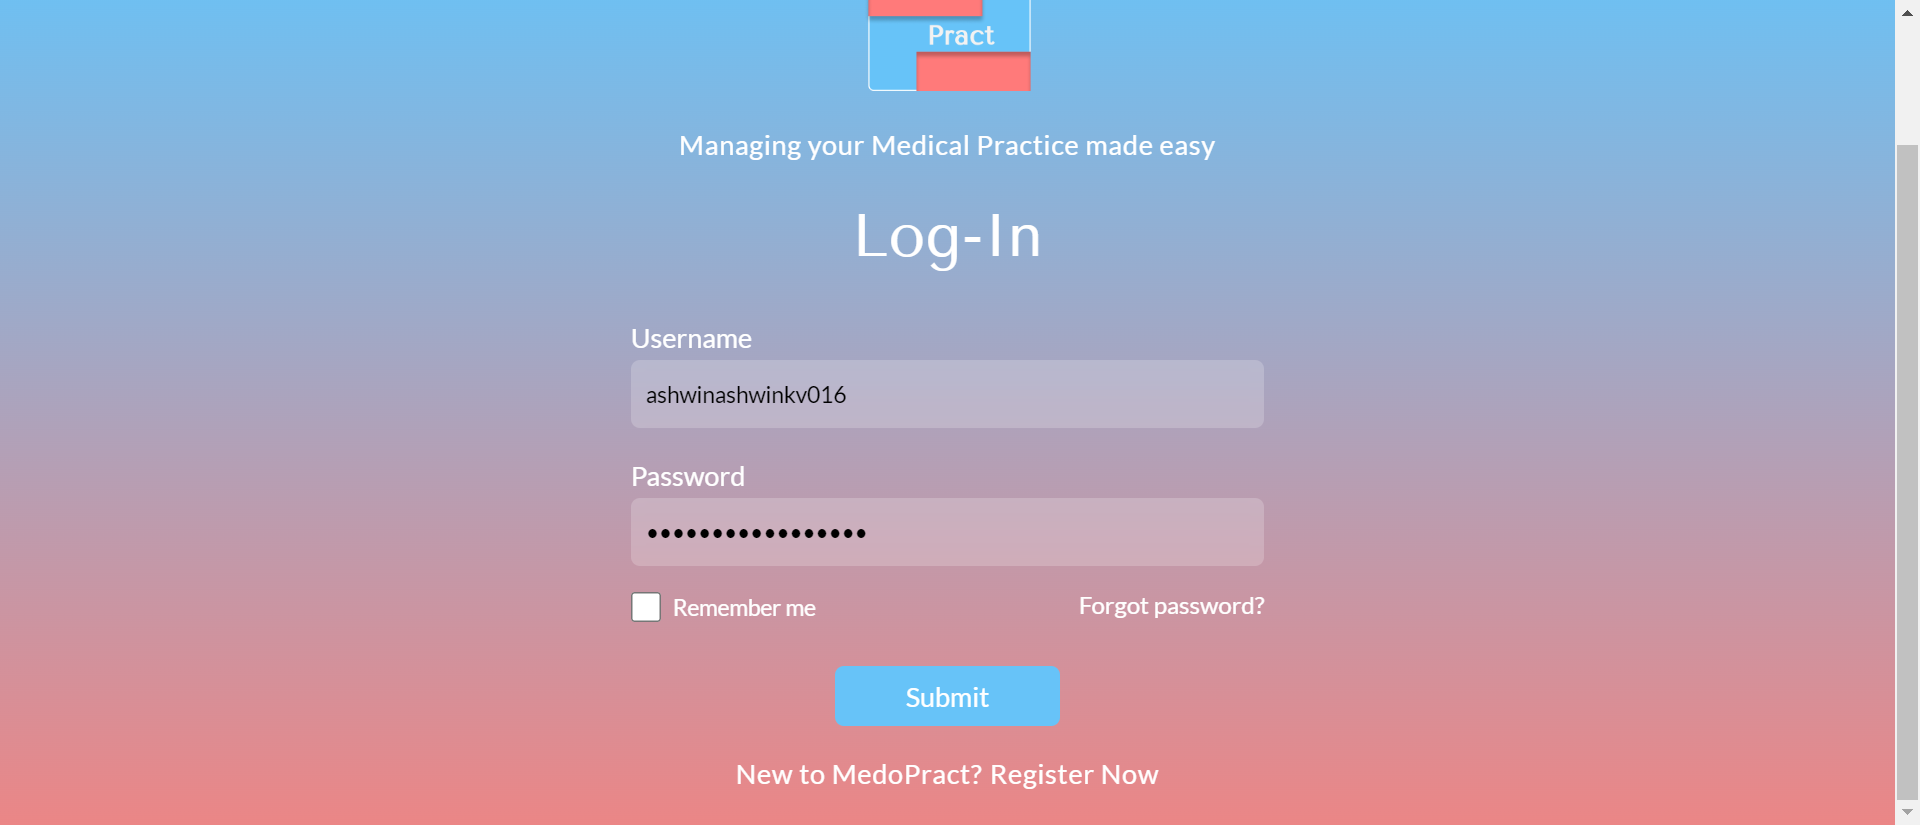 Pract
Managing your Medical Practice made easy
Log-In
Username
ashwinashwinkv016
Password
•••••••••••••••••
Remember me
Forgot password?
Submit
New to MedoPract? Register Now